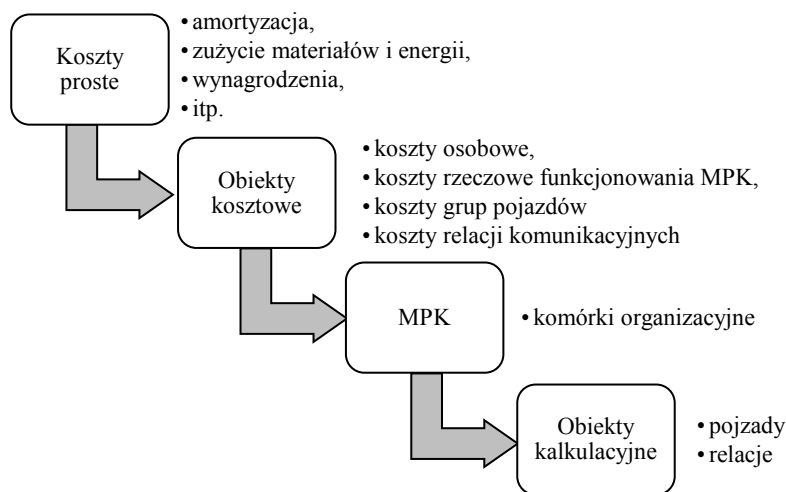 Koszty
proste
• amortyzacja,
• zużycie materiałów i energii,
• wynagrodzenia,
• itp.
Obiekty
kosztowe
• koszty osobowe,
• koszty rzeczowe funkcjonowania MPK,
• koszty grup pojazdów
• koszty relacji komunikacyjnych
MPK
• komórki organizacyjne
Obiekty
kalkulacyjne
• pojzady
• relacje